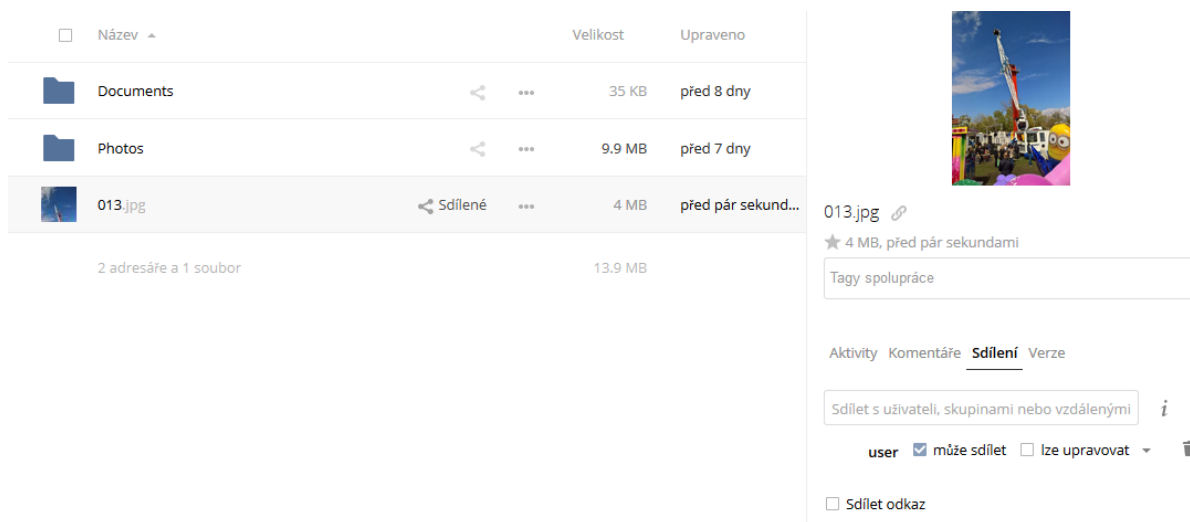 Název Velikost Upraveno
Documents 35 KB před 8 dny
Photos 9.9 MB před 7 dny
013.jpg Sdílené 4 MB před pár sekund...
2 adresáře a 1 soubor 13.9 MB
013.jpg
4 MB, před pár sekundami
Tagy spolupráce
Aktivity Komentáře Sdílení Verze
Sdílet s uživateli, skupinami nebo vzdálenými
user může sdílet lze upravovat
Sdílet odkaz